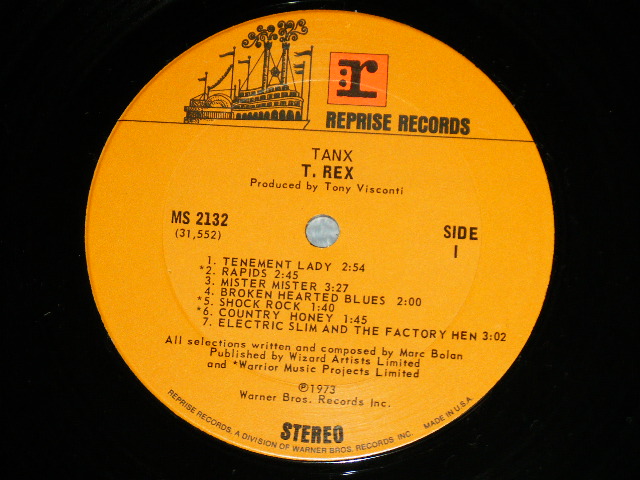 :r
REPRISE RECORDS
TANX
T. REX
Produced by Tony Visconti
MS 2132
(31,552)
SIDE
1
1. TENEMENT LADY 2:54
*2. RAPIDS 2:45
3. MISTER MISTER 3:27
4. BROKEN HEARTED BLUES 2:00
*5. SHOCK ROCK 1:40
*6. COUNTRY HONEY 1:45
7. ELECTRIC SLIM AND THE FACTORY HEN 3:02
All selections written and composed by Marc Bolan
Published by Wizard Artists Limited
and *Warrior Music Projects Limited
℗1973
Warner Bros. Records Inc.
STEREO
REPRISE RECORDS, A DIVISION OF WARNER BROS. RECORDS INC. MADE IN U.S.A.